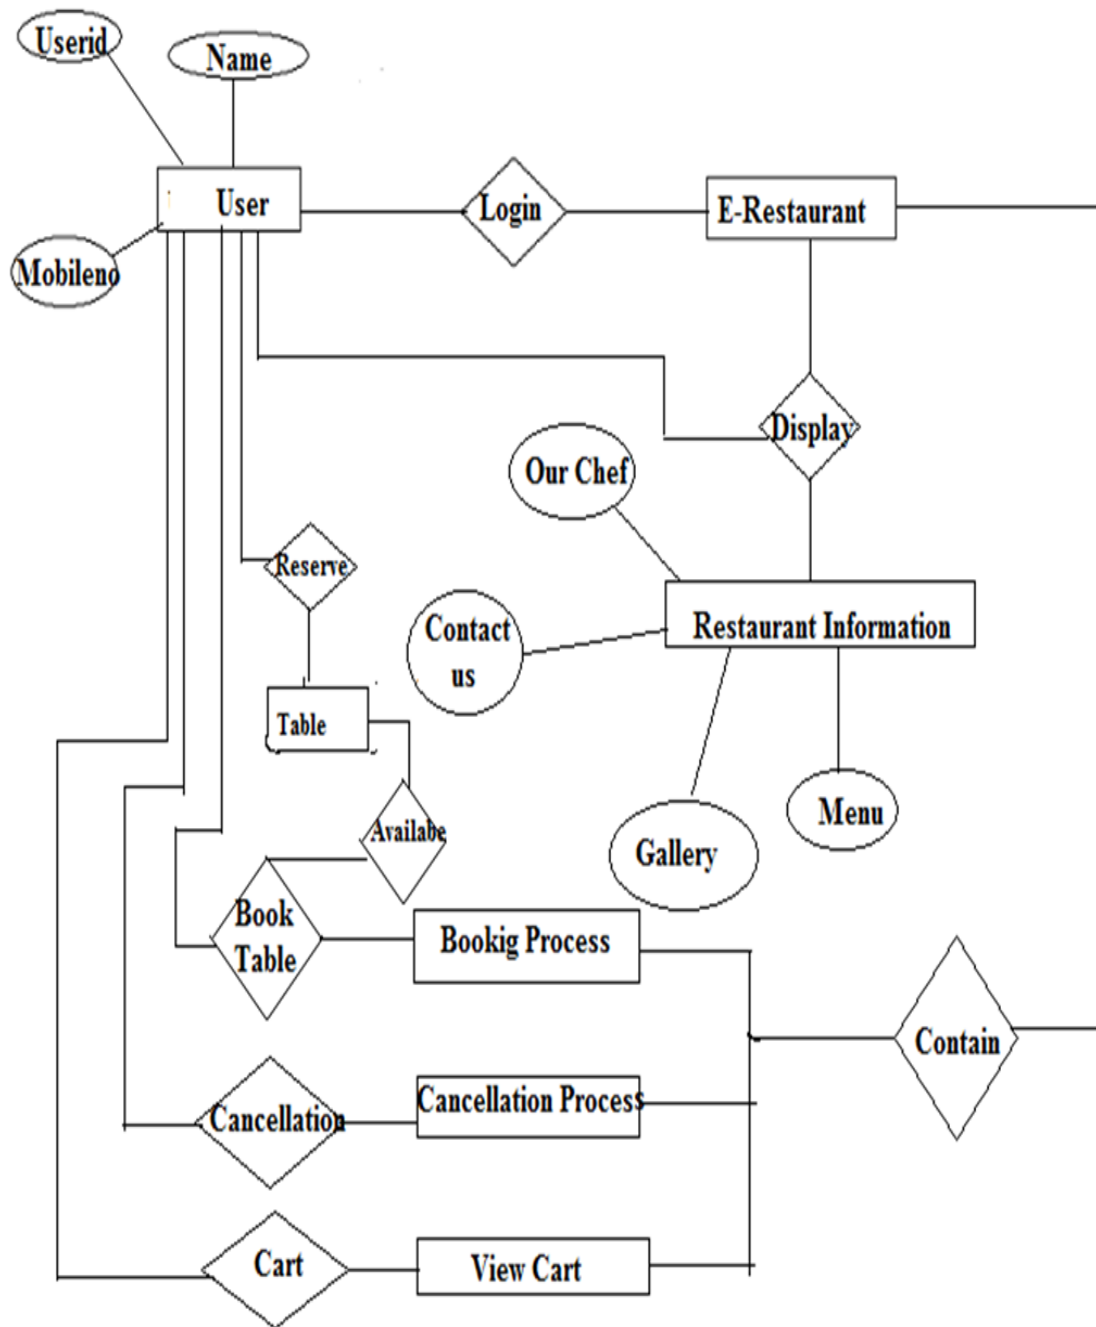 Userid
Name
User
Login
E-Restaurant
Mobileno
Display
Our Chef
Reserve
Contact
us
Restaurant Information
Table
Menu
Availabe
Gallery
Book
Table
Bookig Process
Contain
Cancellation
Cancellation Process
Cart
View Cart